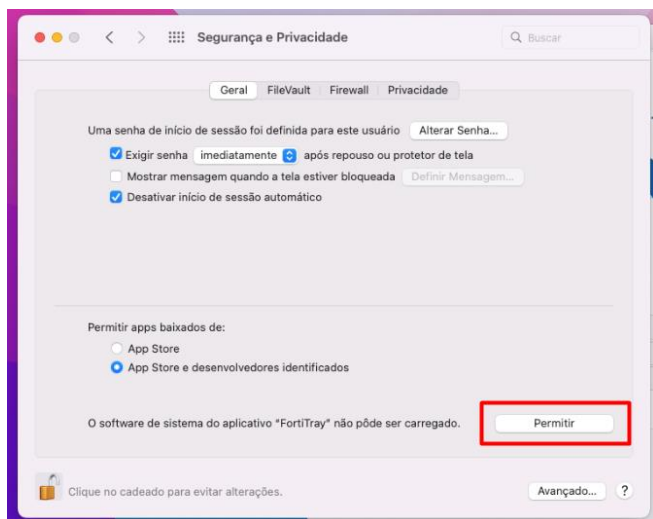 Segurança e Privacidade
Buscar
Geral FileVault Firewall Privacidade
Uma senha de início de sessão foi definida para este usuário Alterar Senha...
Exigir senha imediatamente após repouso ou protetor de tela
Mostrar mensagem quando a tela estiver bloqueada Definir Mensagem...
Desativar início de sessão automático
Permitir apps baixados de:
App Store
App Store e desenvolvedores identificados
O software de sistema do aplicativo "FortiTray" não pôde ser carregado. Permitir
Clique no cadeado para evitar alterações. Avançado... ?